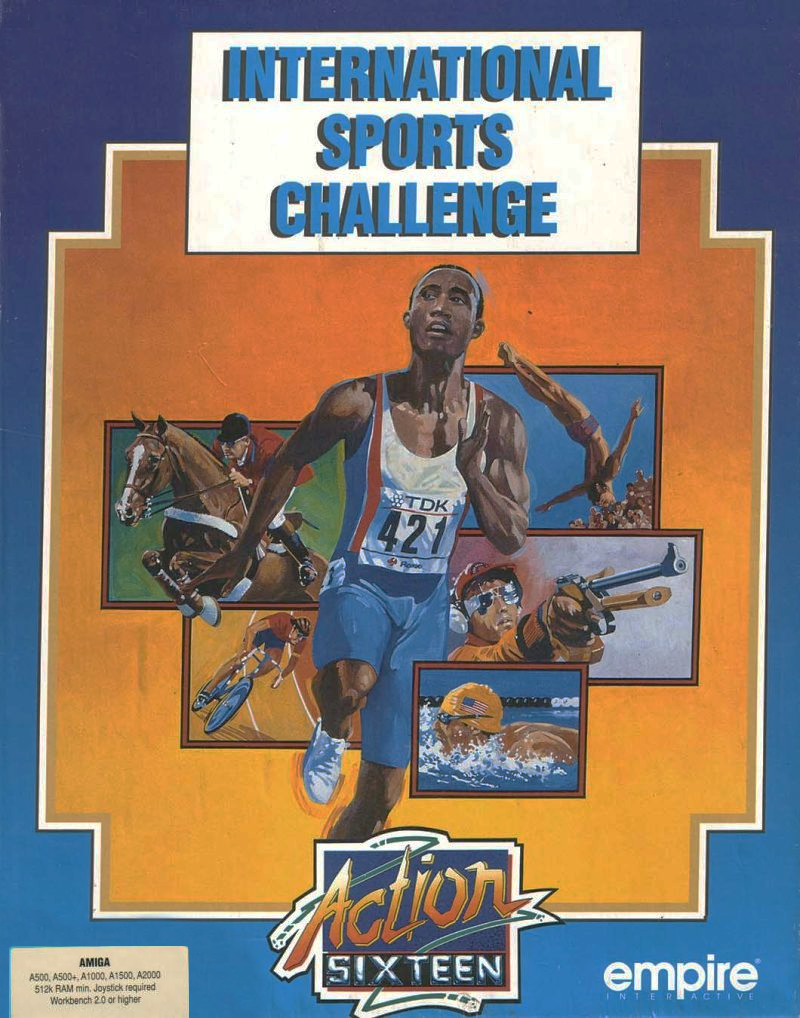 INTERNATIONAL
SPORTS
CHALLENGE
TDK
421
Action
SIXTEEN
AMIGA
A500, A500+, A1000, A1500, A2000
512k RAM min. Joystick required
Workbench 2.0 or higher
empire®
INTERACTIVE